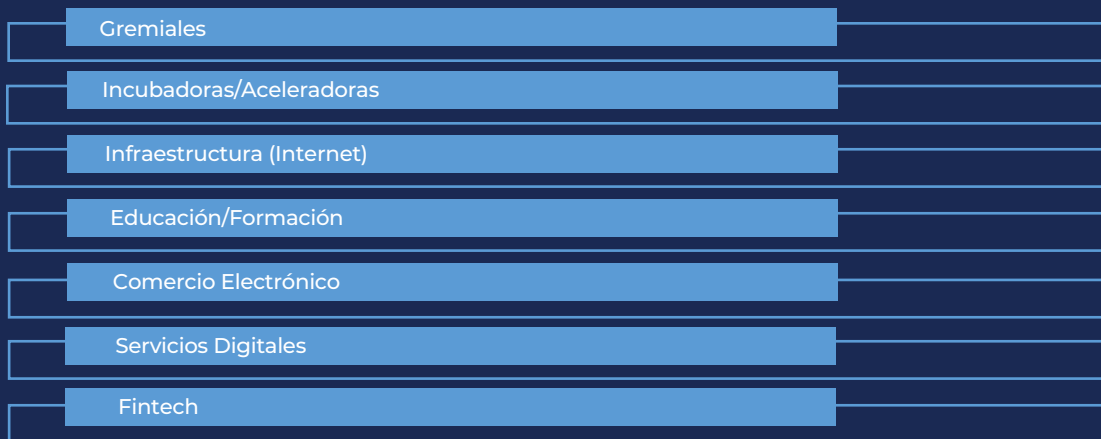 Gremiales
Incubadoras/Aceleradoras
Infraestructura (Internet)
Educación/Formación
Comercio Electrónico
Servicios Digitales
Fintech